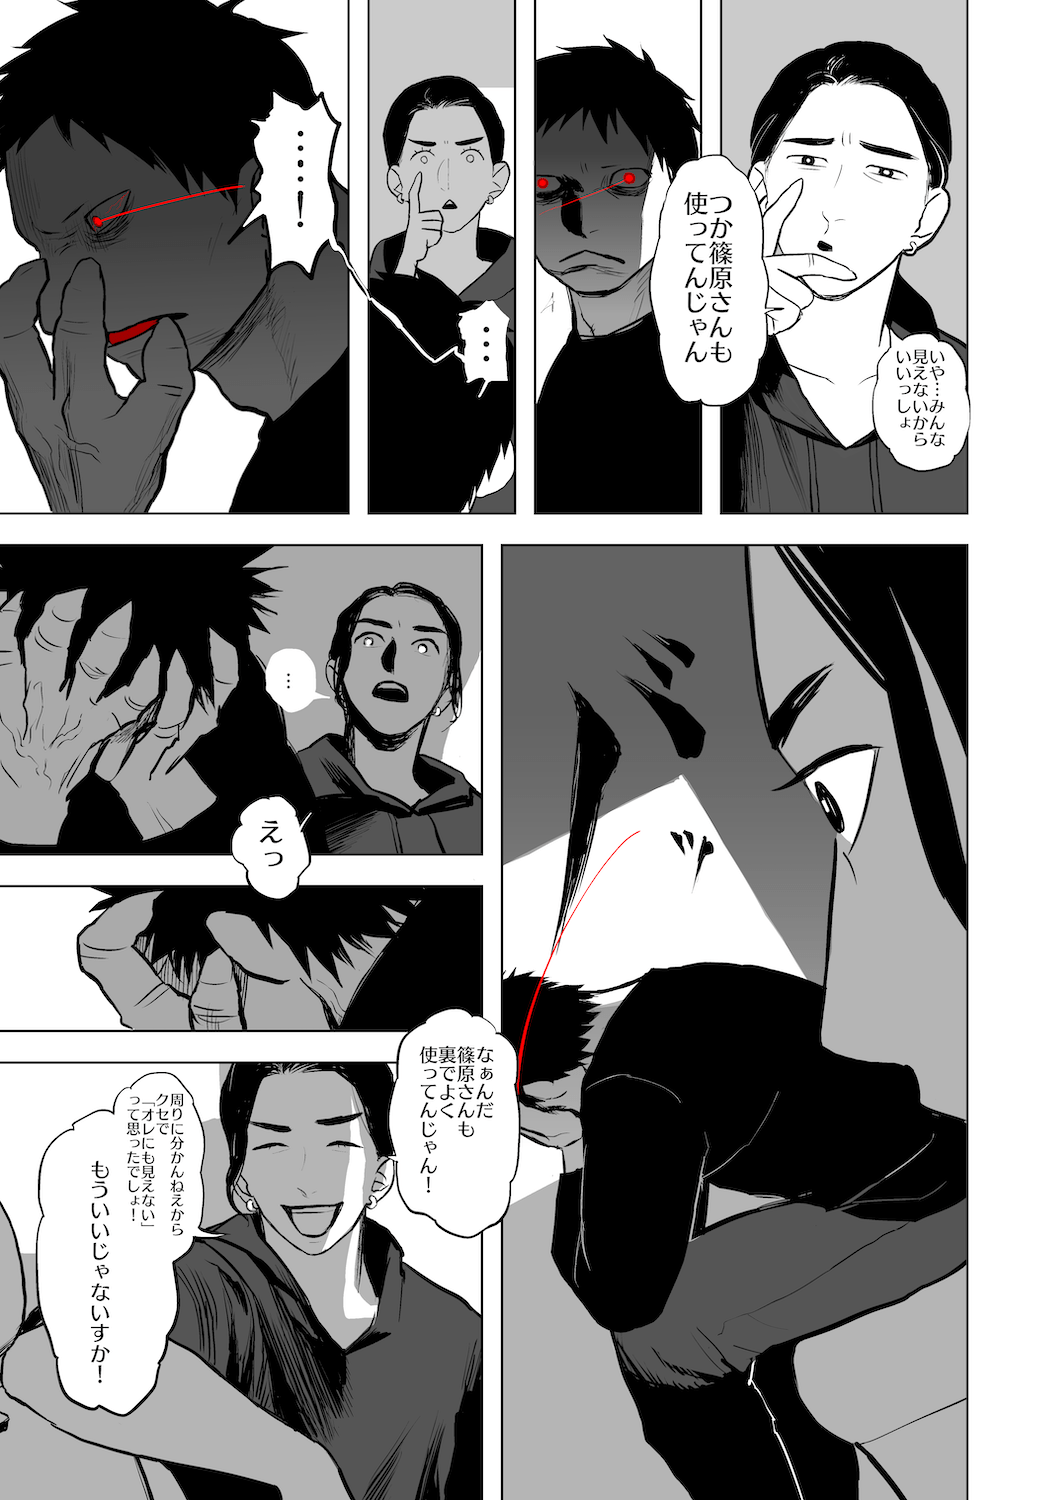 いや…みんな
見えないから
いいっしょ
つか篠原さんも
使ってんじゃん
…
……!
ッ
…
えっ
なぁんだ
篠原さんも
裏でよく
使ってんじゃん!
周りに分かんねえから
クセで
「オレにも見えない」
って思ったでしょ!
もういいじゃないすか!